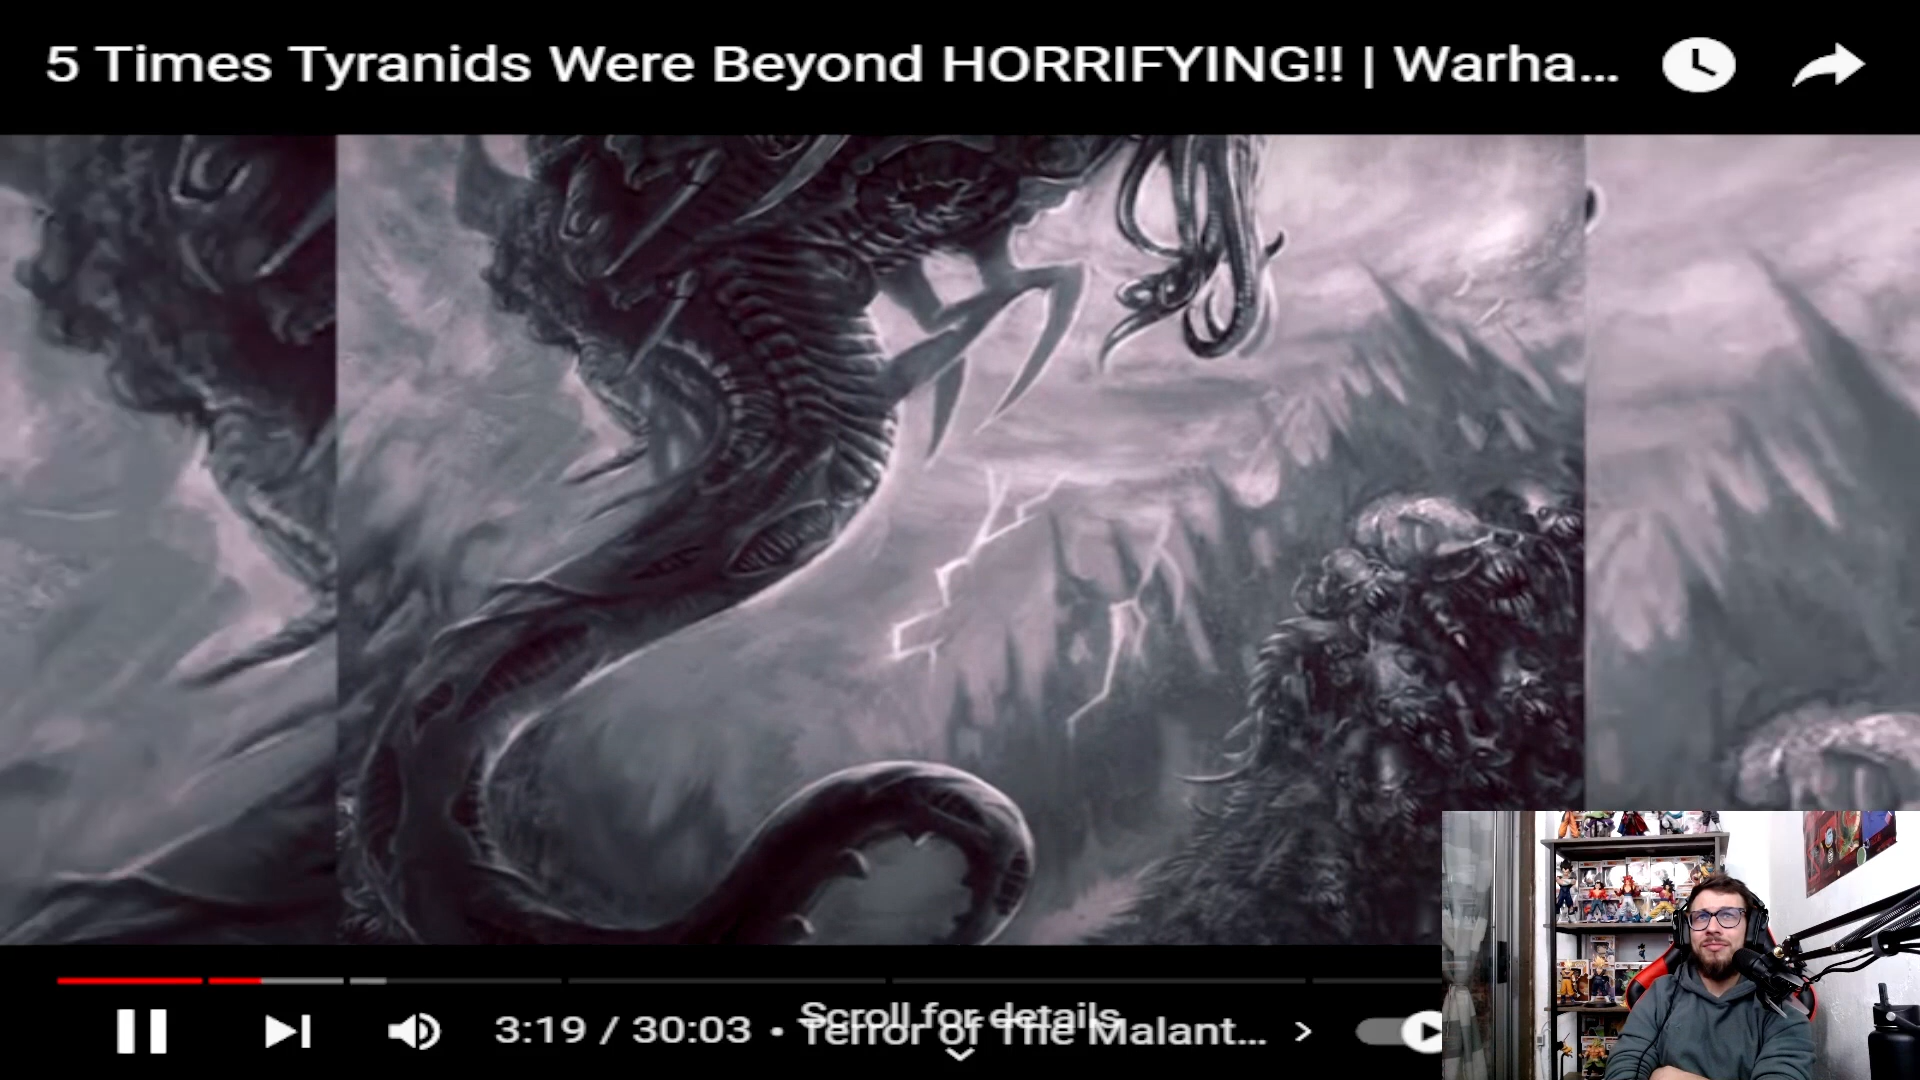 5 Times Tyranids Were Beyond HORRIFYING!! | Warha...
Scroll for details
3:19 / 30:03 • Terror of The Malant... >